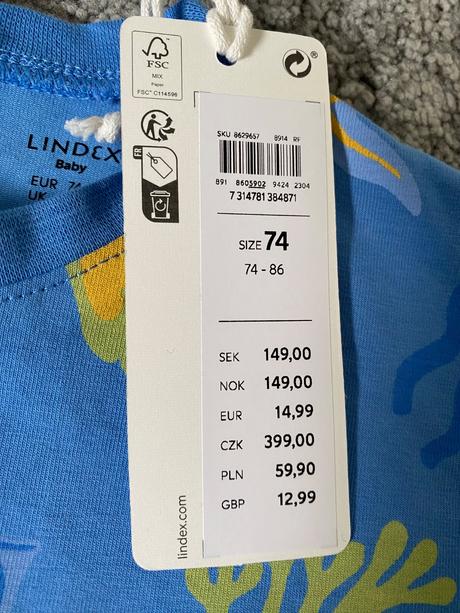 FSC
MIX
Paper
FSC™ C114596
®
LINDEX
Baby
EUR 74
UK
FR
SKU 8629657 8914 RF
891 8605902 9424 2304
7 314781 384871
SIZE 74
74 - 86
SEK 149,00
NOK 149,00
EUR 14,99
CZK 399,00
PLN 59,90
GBP 12,99
lindex.com